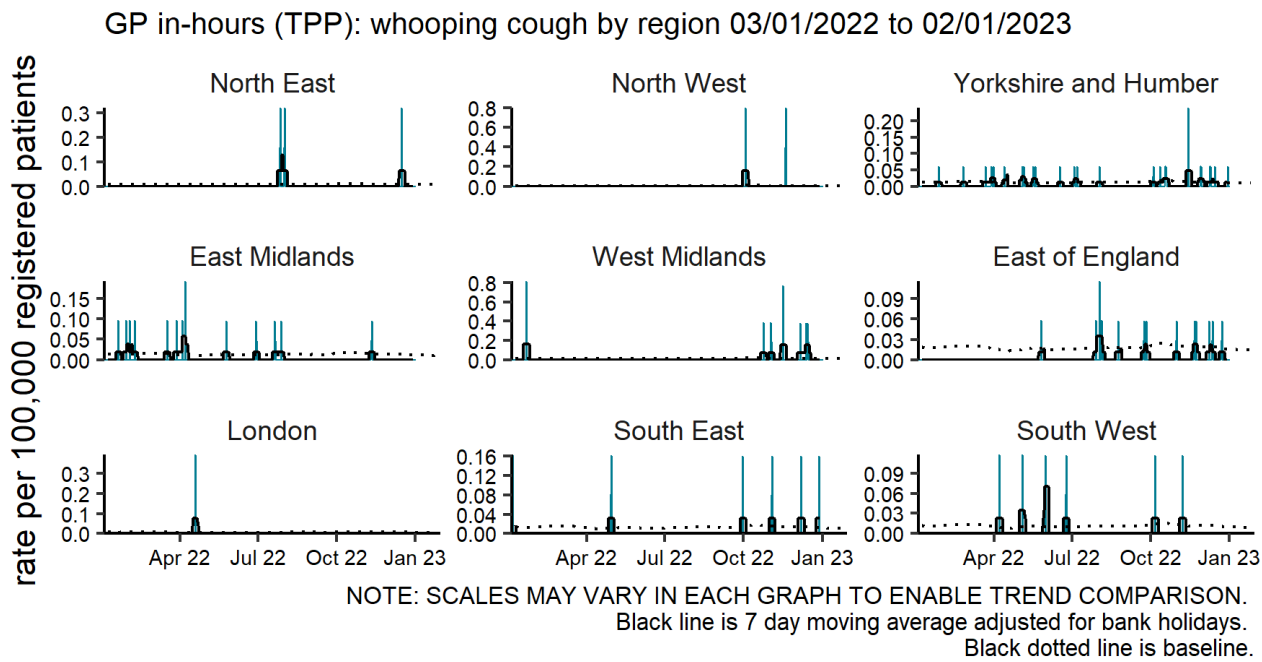 GP in-hours (TPP): whooping cough by region 03/01/2022 to 02/01/2023
rate per 100,000 registered patients
North East
0.3
0.2
0.1
0.0
North West
0.8
0.6
0.4
0.2
0.0
Yorkshire and Humber
0.20
0.15
0.10
0.05
0.00
East Midlands
0.15
0.10
0.05
0.00
West Midlands
0.8
0.6
0.4
0.2
0.0
East of England
0.09
0.06
0.03
0.00
London
0.3
0.2
0.1
0.0
Apr 22 Jul 22 Oct 22 Jan 23
South East
0.16
0.12
0.08
0.04
0.00
Apr 22 Jul 22 Oct 22 Jan 23
South West
0.09
0.06
0.03
0.00
Apr 22 Jul 22 Oct 22 Jan 23
NOTE: SCALES MAY VARY IN EACH GRAPH TO ENABLE TREND COMPARISON.
Black line is 7 day moving average adjusted for bank holidays.
Black dotted line is baseline.